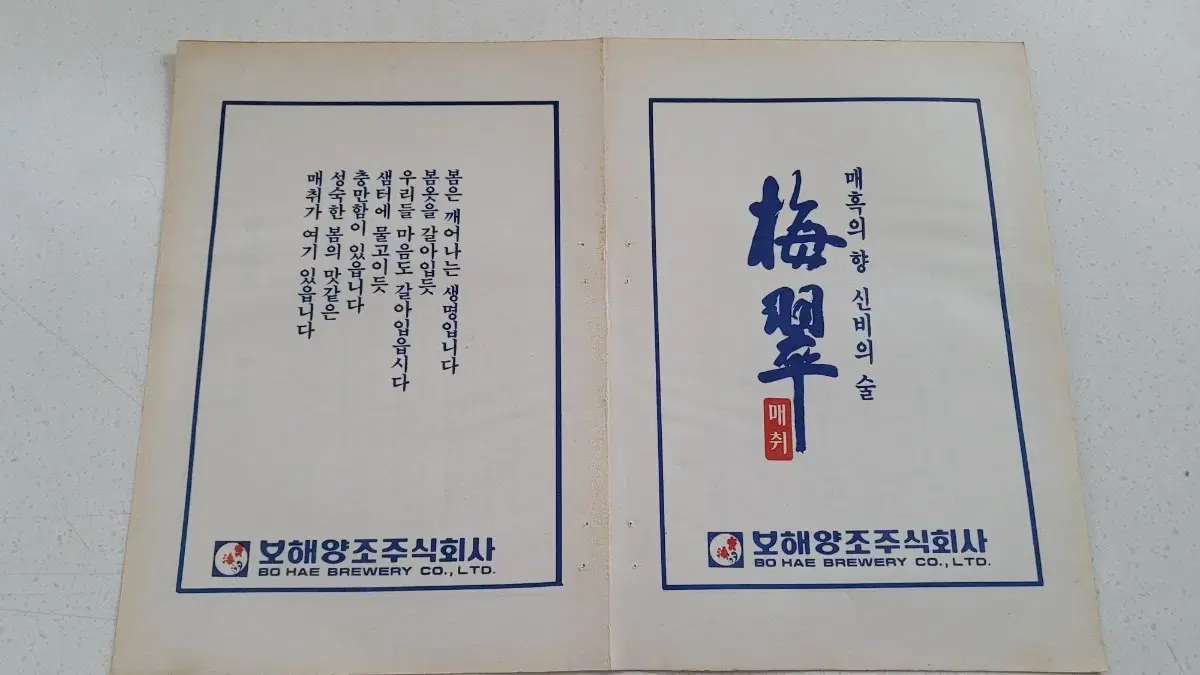 봄은 깨어나는 생명입니다
봄옷을 갈아입듯
우리들 마음도 갈아입읍시다
샘터에 물고이듯
충만함이 있읍니다
성숙한 봄의 맛같은
매취가 여기 있읍니다
寶海
보해양조주식회사
BO HAE BREWERY CO., LTD.
매혹의 향 신비의 술
梅翠
매취
寶海
보해양조주식회사
BO HAE BREWERY CO., LTD.